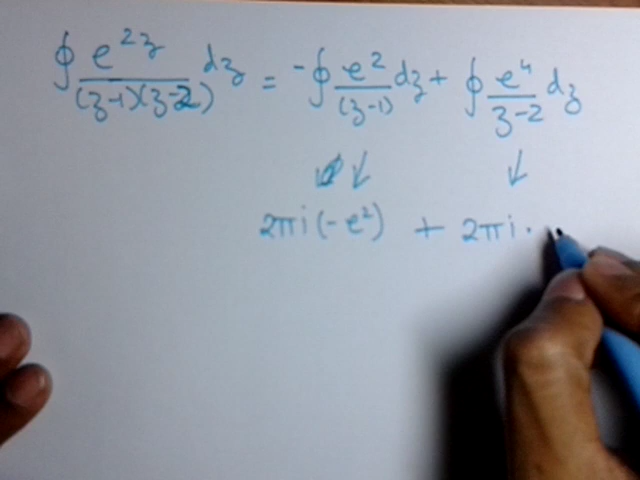 ∮ e^{2z}/((z-1)(z-2)) dz = -∮ e^2/(z-1) dz + ∮ e^4/(z-2) dz
↓ ↓
2πi(-e^2) + 2πi·